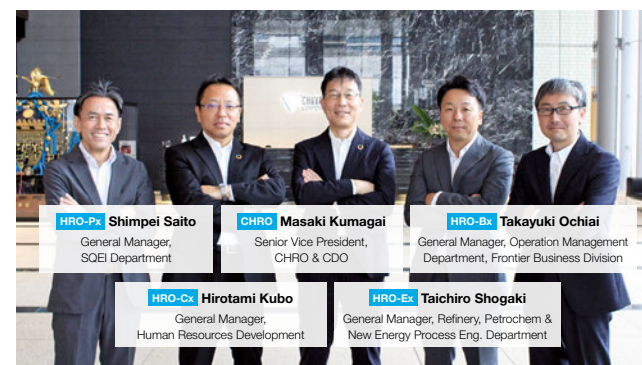 CHIYO
HRO-Px Shimpei Saito
General Manager,
SQEI Department
CHRO Masaki Kumagai
Senior Vice President,
CHRO & CDO
HRO-Bx Takayuki Ochiai
General Manager, Operation Management
Department, Frontier Business Division
HRO-Cx Hirotami Kubo
General Manager,
Human Resources Development
HRO-Ex Taichiro Shogaki
General Manager, Refinery, Petrochem &
New Energy Process Eng. Department